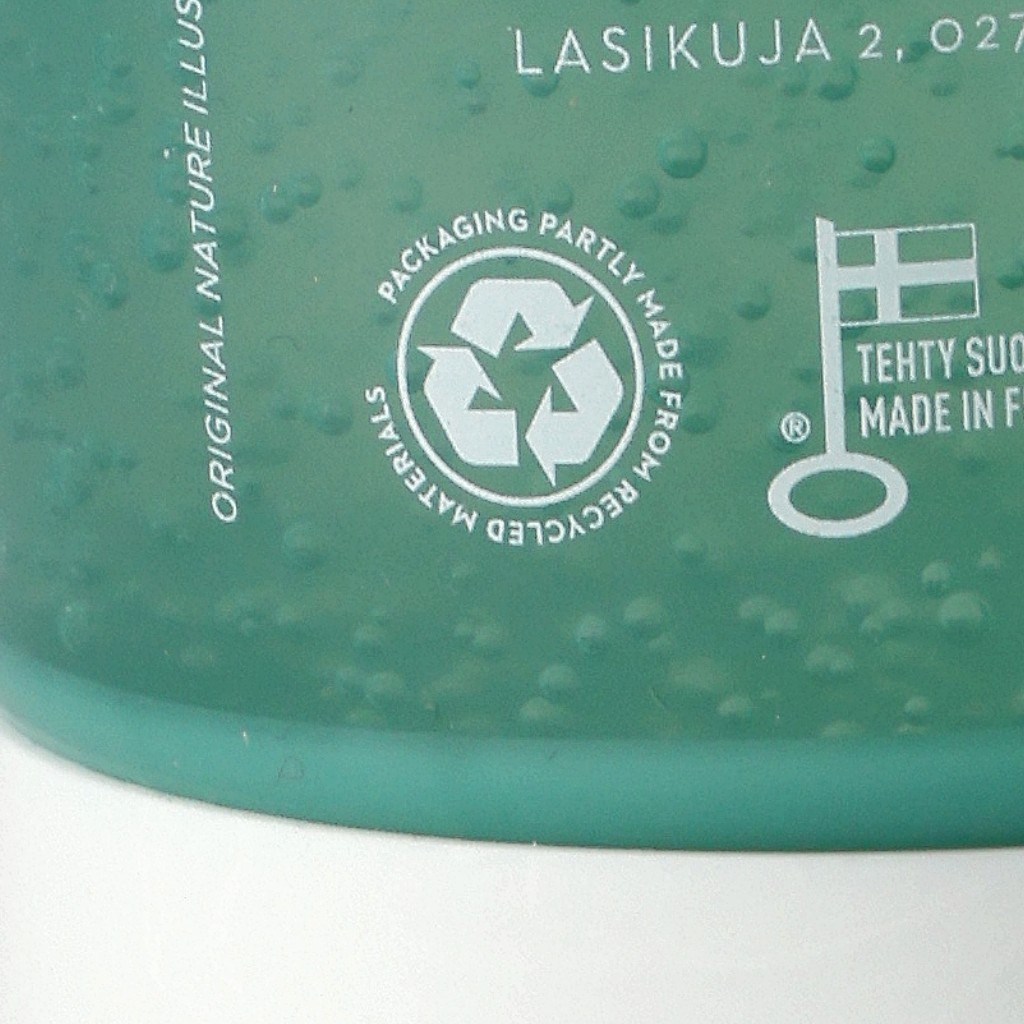 LASIKUJA 2, 027
ORIGINAL NATURE ILLUS
PACKAGING PARTLY MADE FROM RECYCLED MATERIALS
TEHTY SUO
MADE IN F
®